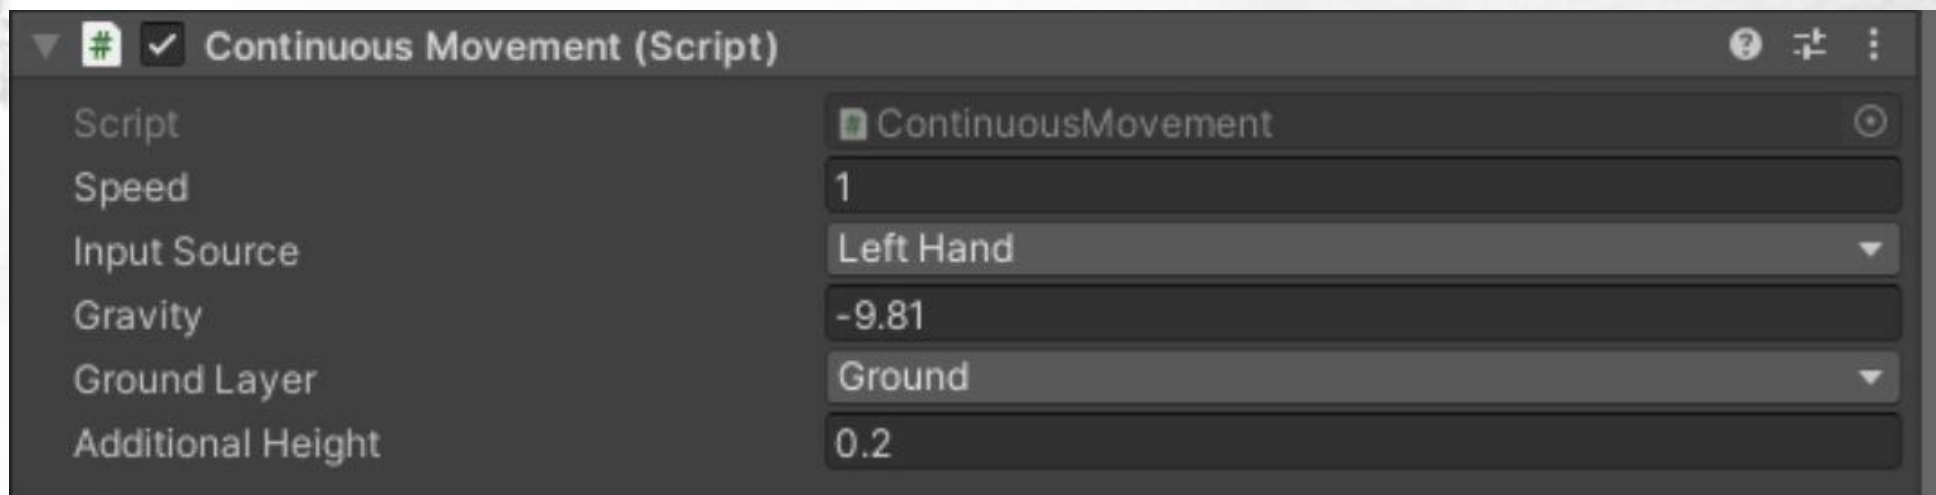 Continuous Movement (Script)
Script ContinuousMovement
Speed 1
Input Source Left Hand
Gravity -9.81
Ground Layer Ground
Additional Height 0.2